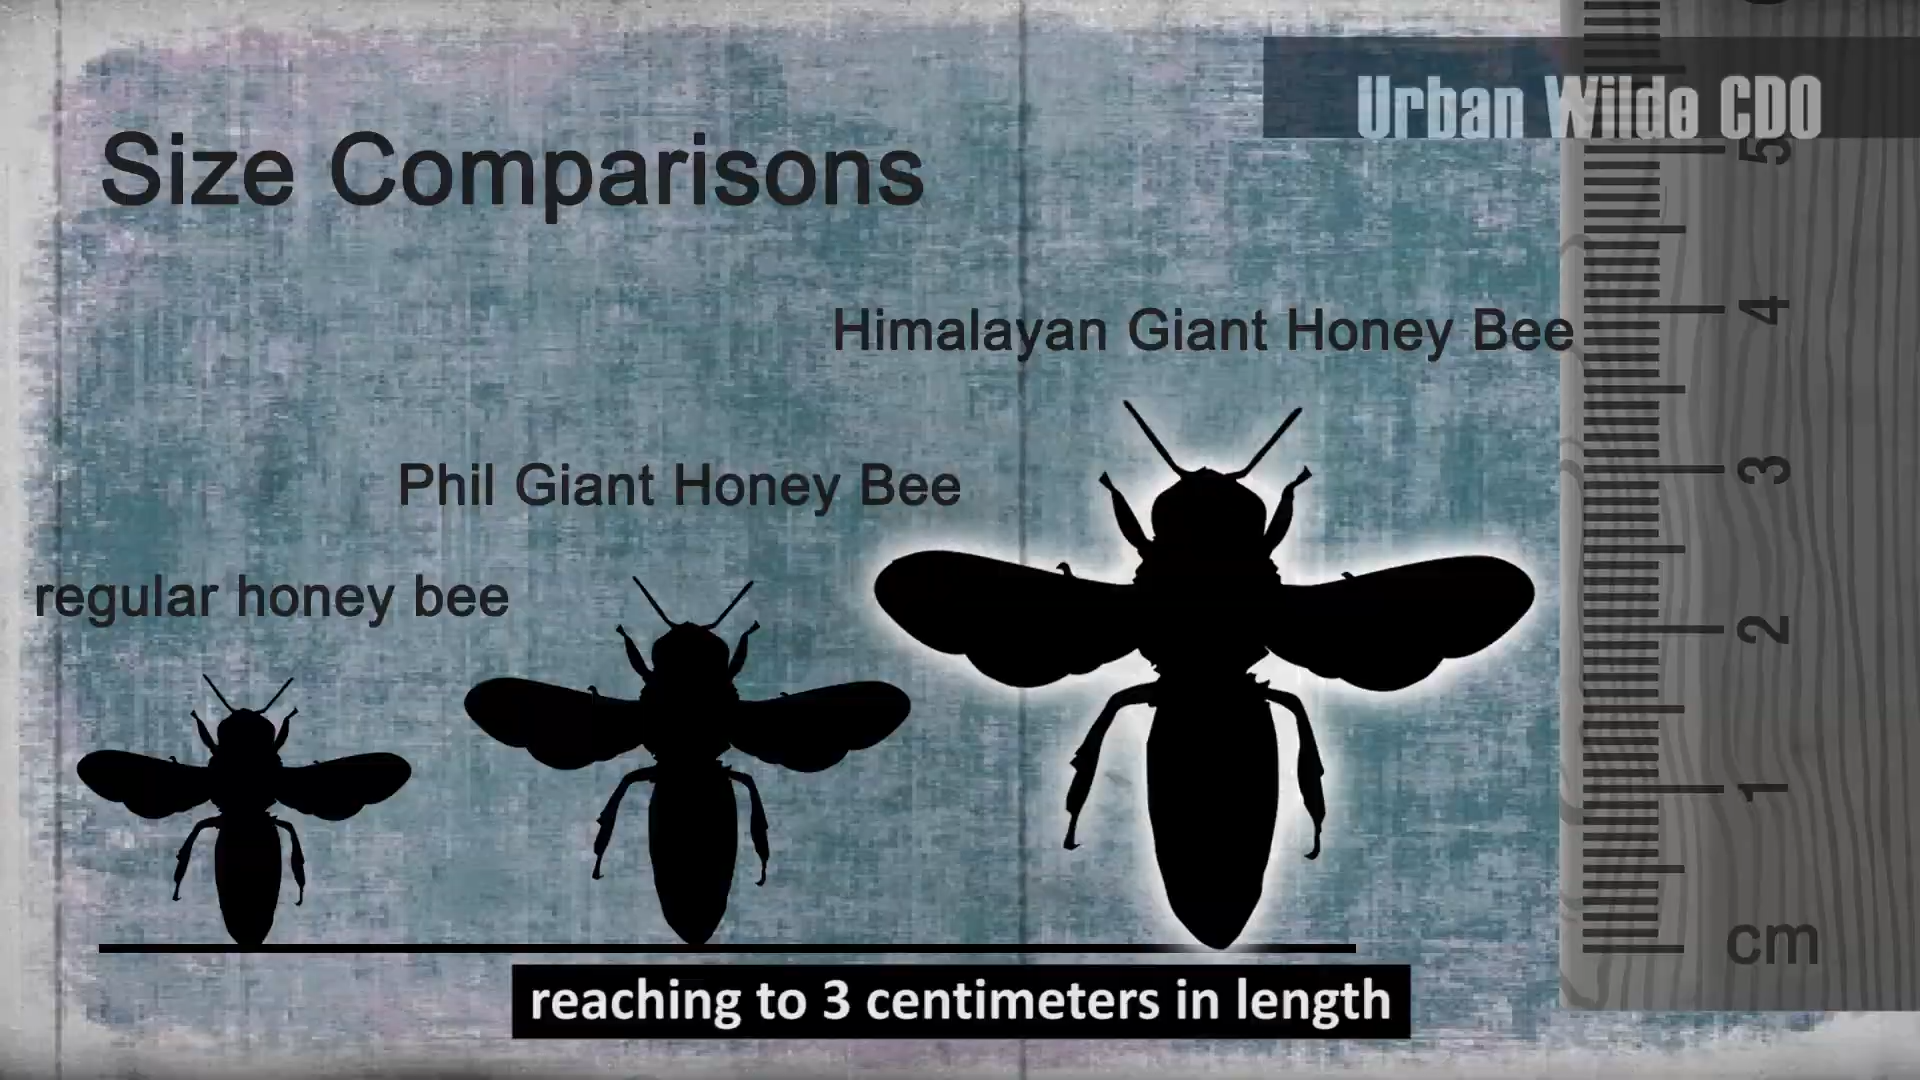 Urban Wilde CDO
Size Comparisons
Himalayan Giant Honey Bee
Phil Giant Honey Bee
regular honey bee
5
4
3
2
1
cm
reaching to 3 centimeters in length